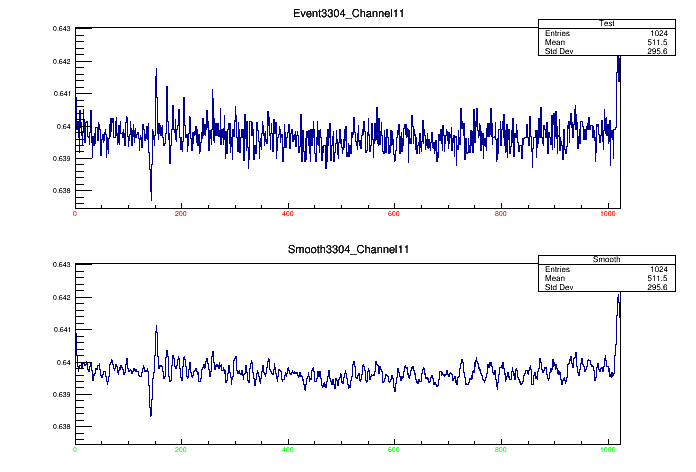 Event3304_Channel11
Test
Entries 1024
Mean 511.5
Std Dev 295.6
0.643
0.642
0.641
0.64
0.639
0.638
0 200 400 600 800 1000
Smooth3304_Channel11
Smooth
Entries 1024
Mean 511.5
Std Dev 295.6
0.643
0.642
0.641
0.64
0.639
0.638
0 200 400 600 800 1000